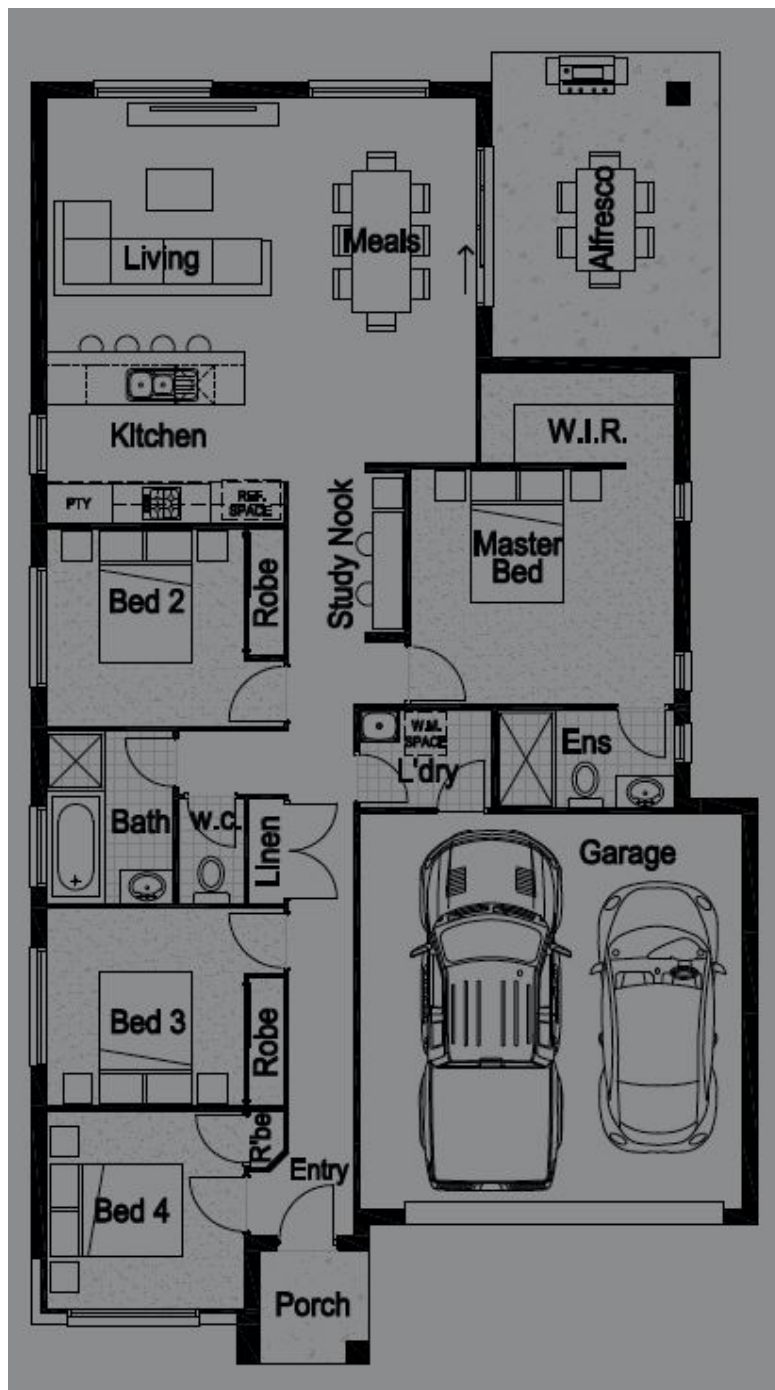 Living
Meals
Alfresco
KItchen
W.I.R.
PTY
REF.
SPACE
Study Nook
Master
Bed
Bed 2
Robe
W.M.
SPACE
L'dry
Ens
Bath
W.C.
LInen
Garage
Bed 3
Robe
R'be
Entry
Bed 4
Porch